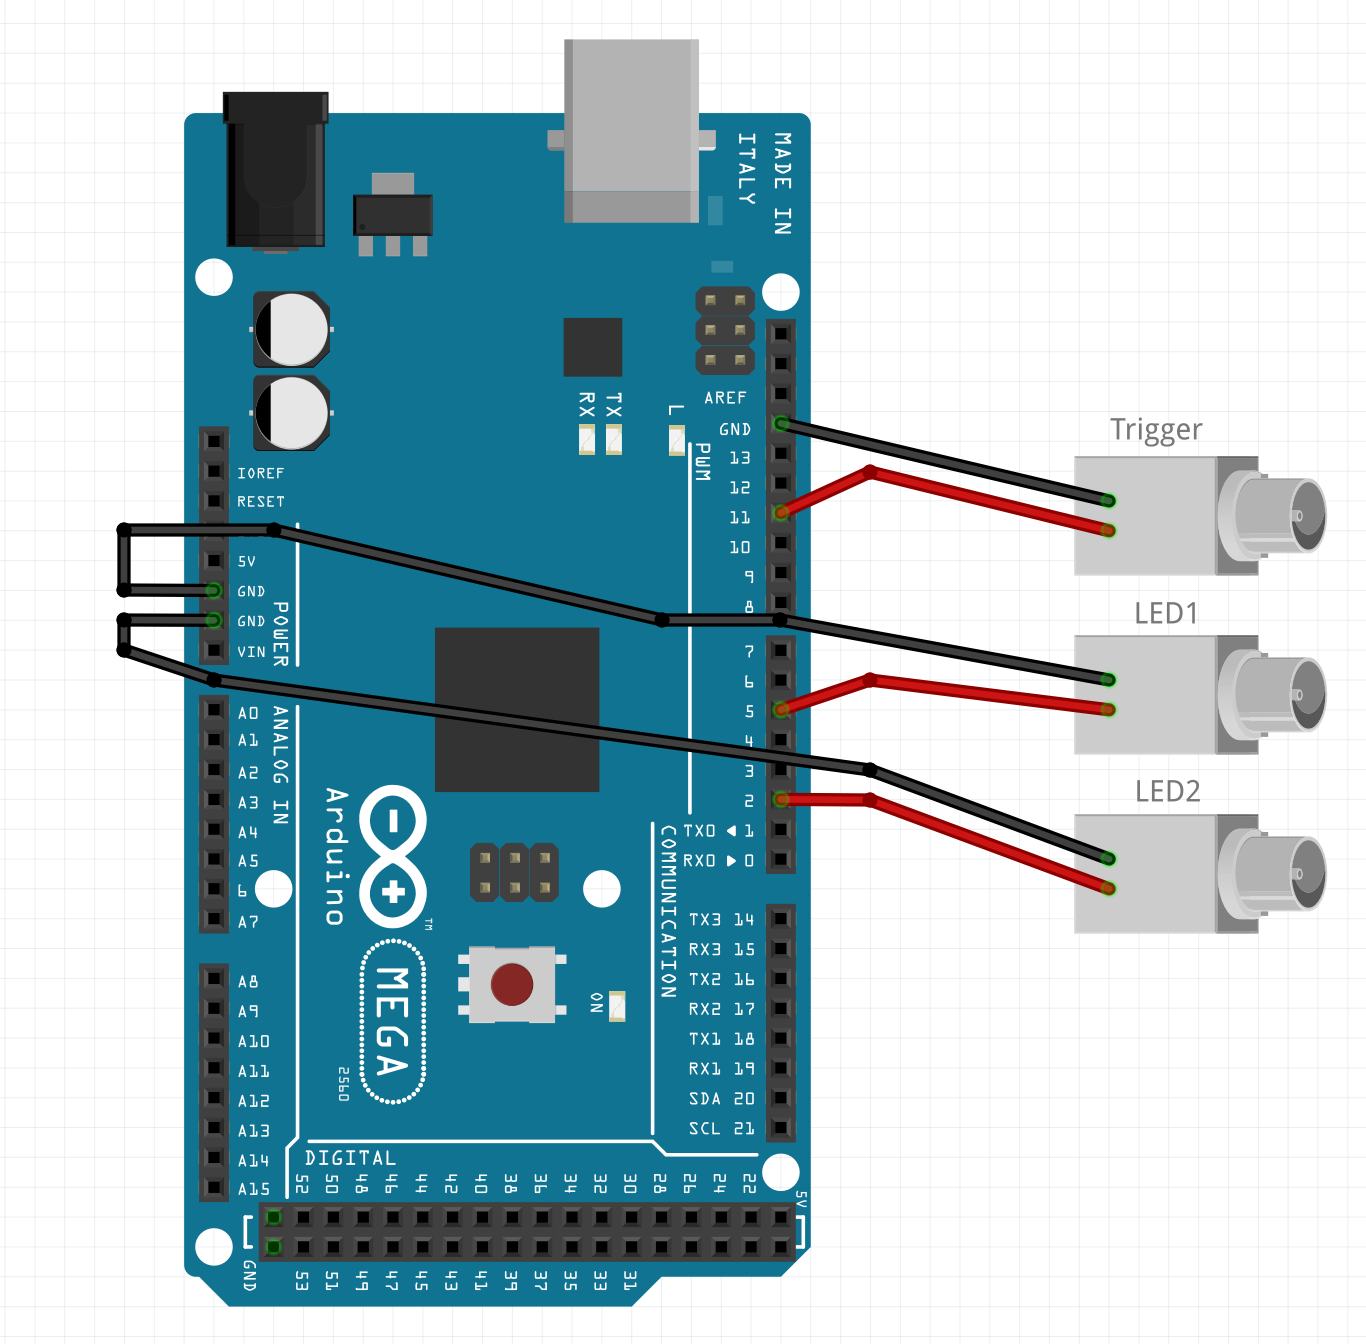 MADE IN
ITALY
RX
TX
L
AREF
GND
13
12
11
10
9
8
PWM
7
6
5
4
3
2
TX0 ◀ 1
RX0 ▶ 0
COMMUNICATION
TX3 14
RX3 15
TX2 16
RX2 17
TX1 18
RX1 19
SDA 20
SCL 21
IOREF
RESET
5V
GND
GND
VIN
POWER
A0
A1
A2
A3
A4
A5
6
A7
ANALOG IN
A8
A9
A10
A11
A12
A13
A14
A15
Arduino
TM
MEGA
2560
ON
DIGITAL
52 50 48 46 44 42 40 38 36 34 32 30 28 26 24 22
5V
GND
53 51 49 47 45 43 41 39 37 35 33 31
Trigger
LED1
LED2